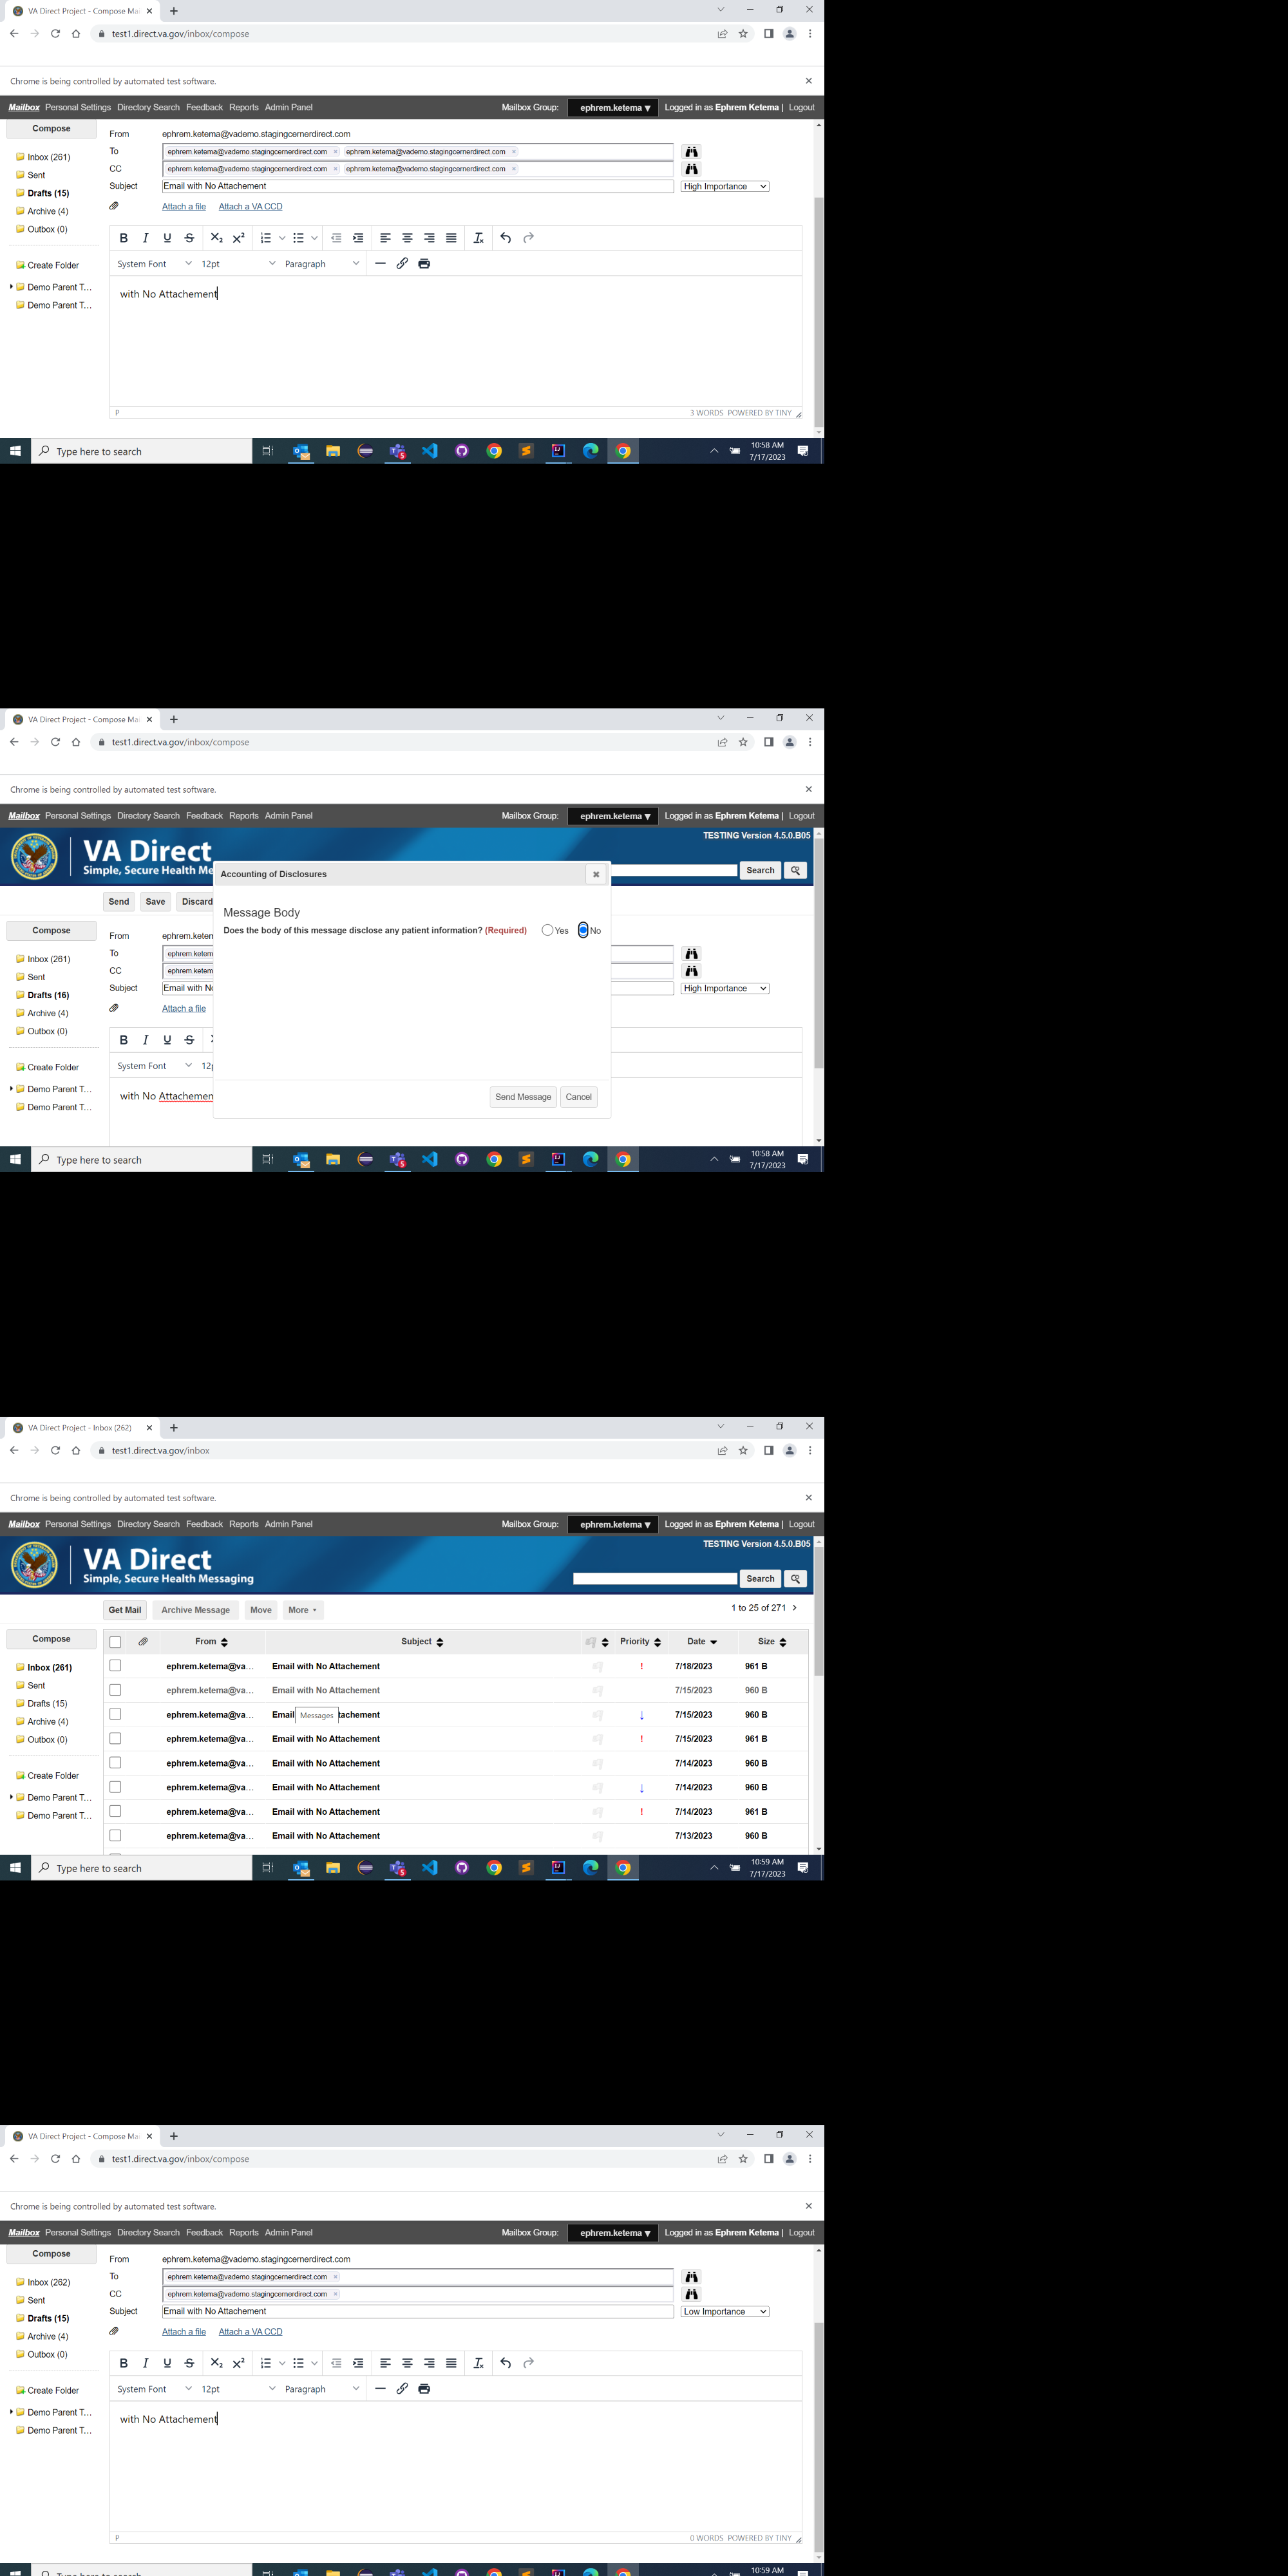 VA Direct Project - Compose Ma
test1.direct.va.gov/inbox/compose
Chrome is being controlled by automated test software.
Mailbox Personal Settings Directory Search Feedback Reports Admin Panel Mailbox Group: ephrem.ketema ▼ Logged in as Ephrem Ketema | Logout
Compose
From ephrem.ketema@vademo.stagingcernerdirect.com
To ephrem.ketema@vademo.stagingcernerdirect.com × ephrem.ketema@vademo.stagingcernerdirect.com ×
Inbox (261)
CC ephrem.ketema@vademo.stagingcernerdirect.com × ephrem.ketema@vademo.stagingcernerdirect.com ×
Sent
Subject Email with No Attachement High Importance
Drafts (15)
Attach a file Attach a VA CCD
Archive (4)
Outbox (0)
B I U S X₂ X²
Create Folder
System Font 12pt Paragraph
Demo Parent T...
with No Attachement
Demo Parent T...
P 3 WORDS POWERED BY TINY
Type here to search
10:58 AM
7/17/2023
VA Direct Project - Compose Ma
test1.direct.va.gov/inbox/compose
Chrome is being controlled by automated test software.
Mailbox Personal Settings Directory Search Feedback Reports Admin Panel Mailbox Group: ephrem.ketema ▼ Logged in as Ephrem Ketema | Logout
TESTING Version 4.5.0.B05
VA Direct
Simple, Secure Health Me
Search
Accounting of Disclosures
Send Save Discard
Message Body
Does the body of this message disclose any patient information? (Required) Yes No
Compose
From ephrem.keten
To ephrem.ketem
Inbox (261)
CC ephrem.ketem
Sent
Subject Email with No High Importance
Drafts (16)
Attach a file
Archive (4)
Outbox (0)
B I U S
Create Folder
System Font 12p
Demo Parent T...
with No Attachemen
Send Message Cancel
Demo Parent T...
Type here to search
10:58 AM
7/17/2023
VA Direct Project - Inbox (262)
test1.direct.va.gov/inbox
Chrome is being controlled by automated test software.
Mailbox Personal Settings Directory Search Feedback Reports Admin Panel Mailbox Group: ephrem.ketema ▼ Logged in as Ephrem Ketema | Logout
TESTING Version 4.5.0.B05
VA Direct
Simple, Secure Health Messaging
Search
Get Mail Archive Message Move More 1 to 25 of 271
Compose
From Subject Priority Date Size
Inbox (261)
ephrem.ketema@va... Email with No Attachement ! 7/18/2023 961 B
Sent
ephrem.ketema@va... Email with No Attachement 7/15/2023 960 B
Drafts (15)
ephrem.ketema@va... Email Messages tachement ↓ 7/15/2023 960 B
Archive (4)
ephrem.ketema@va... Email with No Attachement ! 7/15/2023 961 B
Outbox (0)
ephrem.ketema@va... Email with No Attachement 7/14/2023 960 B
Create Folder
ephrem.ketema@va... Email with No Attachement ↓ 7/14/2023 960 B
Demo Parent T...
ephrem.ketema@va... Email with No Attachement ! 7/14/2023 961 B
Demo Parent T...
ephrem.ketema@va... Email with No Attachement 7/13/2023 960 B
Type here to search
10:59 AM
7/17/2023
VA Direct Project - Compose Ma
test1.direct.va.gov/inbox/compose
Chrome is being controlled by automated test software.
Mailbox Personal Settings Directory Search Feedback Reports Admin Panel Mailbox Group: ephrem.ketema ▼ Logged in as Ephrem Ketema | Logout
Compose
From ephrem.ketema@vademo.stagingcernerdirect.com
To ephrem.ketema@vademo.stagingcernerdirect.com ×
Inbox (262)
CC ephrem.ketema@vademo.stagingcernerdirect.com ×
Sent
Subject Email with No Attachement Low Importance
Drafts (15)
Attach a file Attach a VA CCD
Archive (4)
Outbox (0)
B I U S X₂ X²
Create Folder
System Font 12pt Paragraph
Demo Parent T...
with No Attachement
Demo Parent T...
P 0 WORDS POWERED BY TINY
10:59 AM